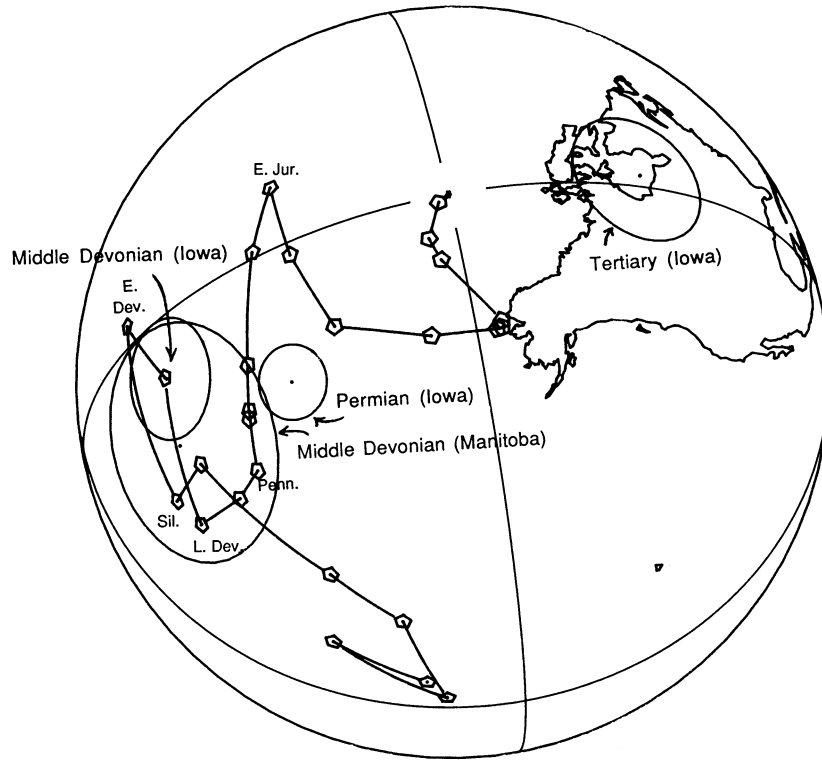 E. Jur.
Middle Devonian (Iowa)
E.
Dev.
Tertiary (Iowa)
Permian (Iowa)
Middle Devonian (Manitoba)
Penn.
Sil.
L. Dev.